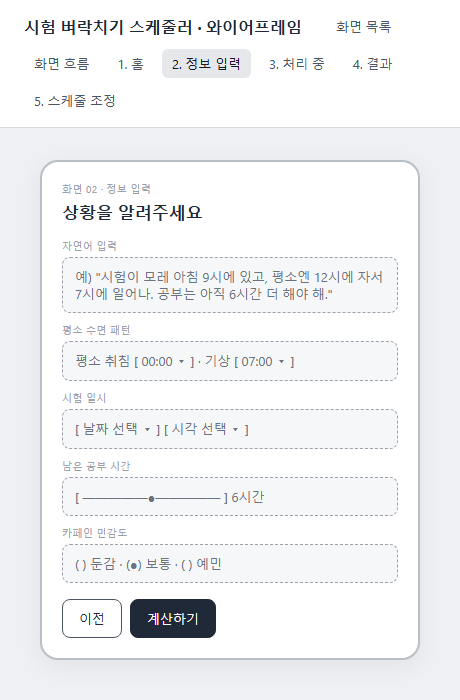 시험 벼락치기 스케줄러 · 와이어프레임
화면 목록
화면 흐름
1. 홈
2. 정보 입력
3. 처리 중
4. 결과
5. 스케줄 조정
화면 02 · 정보 입력
상황을 알려주세요
자연어 입력
예) "시험이 모레 아침 9시에 있고, 평소엔 12시에 자서
7시에 일어나. 공부는 아직 6시간 더 해야 해."
평소 수면 패턴
평소 취침 [ 00:00 ▾ ] · 기상 [ 07:00 ▾ ]
시험 일시
[ 날짜 선택 ▾ ] [ 시각 선택 ▾ ]
남은 공부 시간
[ ──────●────── ] 6시간
카페인 민감도
( ) 둔감 · (●) 보통 · ( ) 예민
이전
계산하기